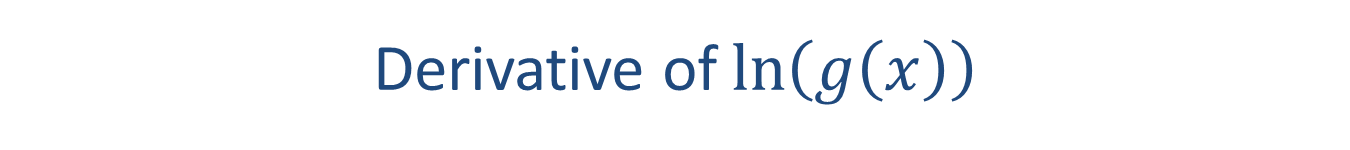 Derivative of ln(g(x))